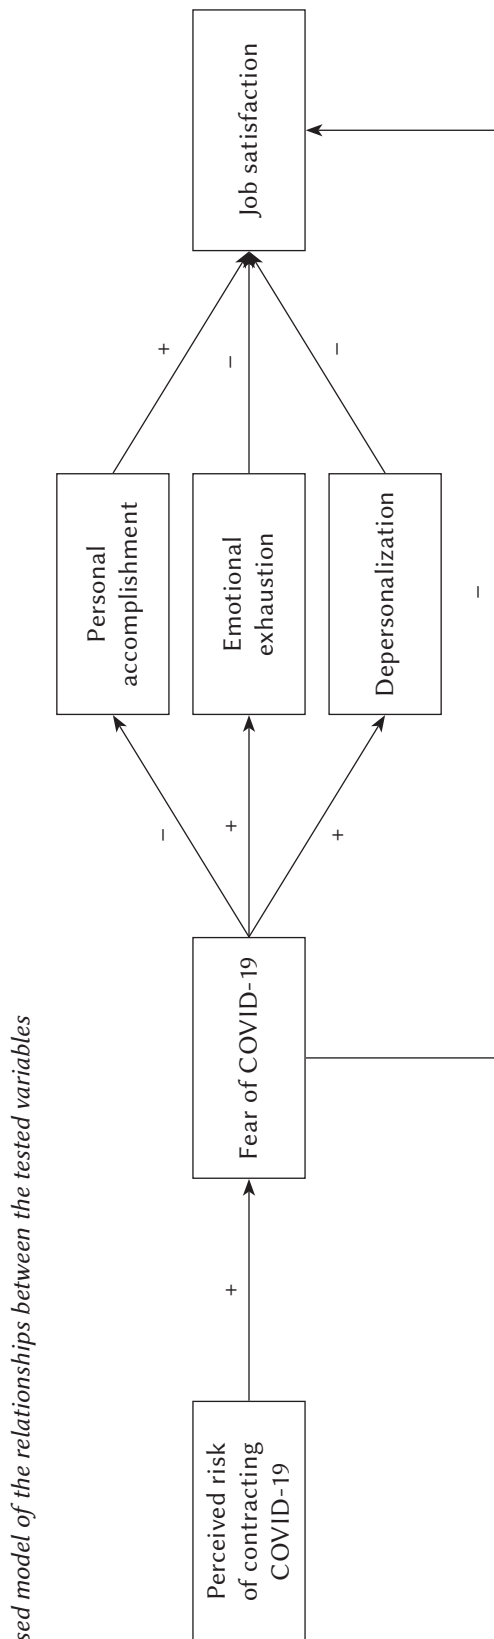 sed model of the relationships between the tested variables
Personal
accomplishment
–
+
Perceived risk
of contracting
COVID-19
+
Fear of COVID-19
+
Emotional
exhaustion
–
Job satisfaction
+
–
Depersonalization
–